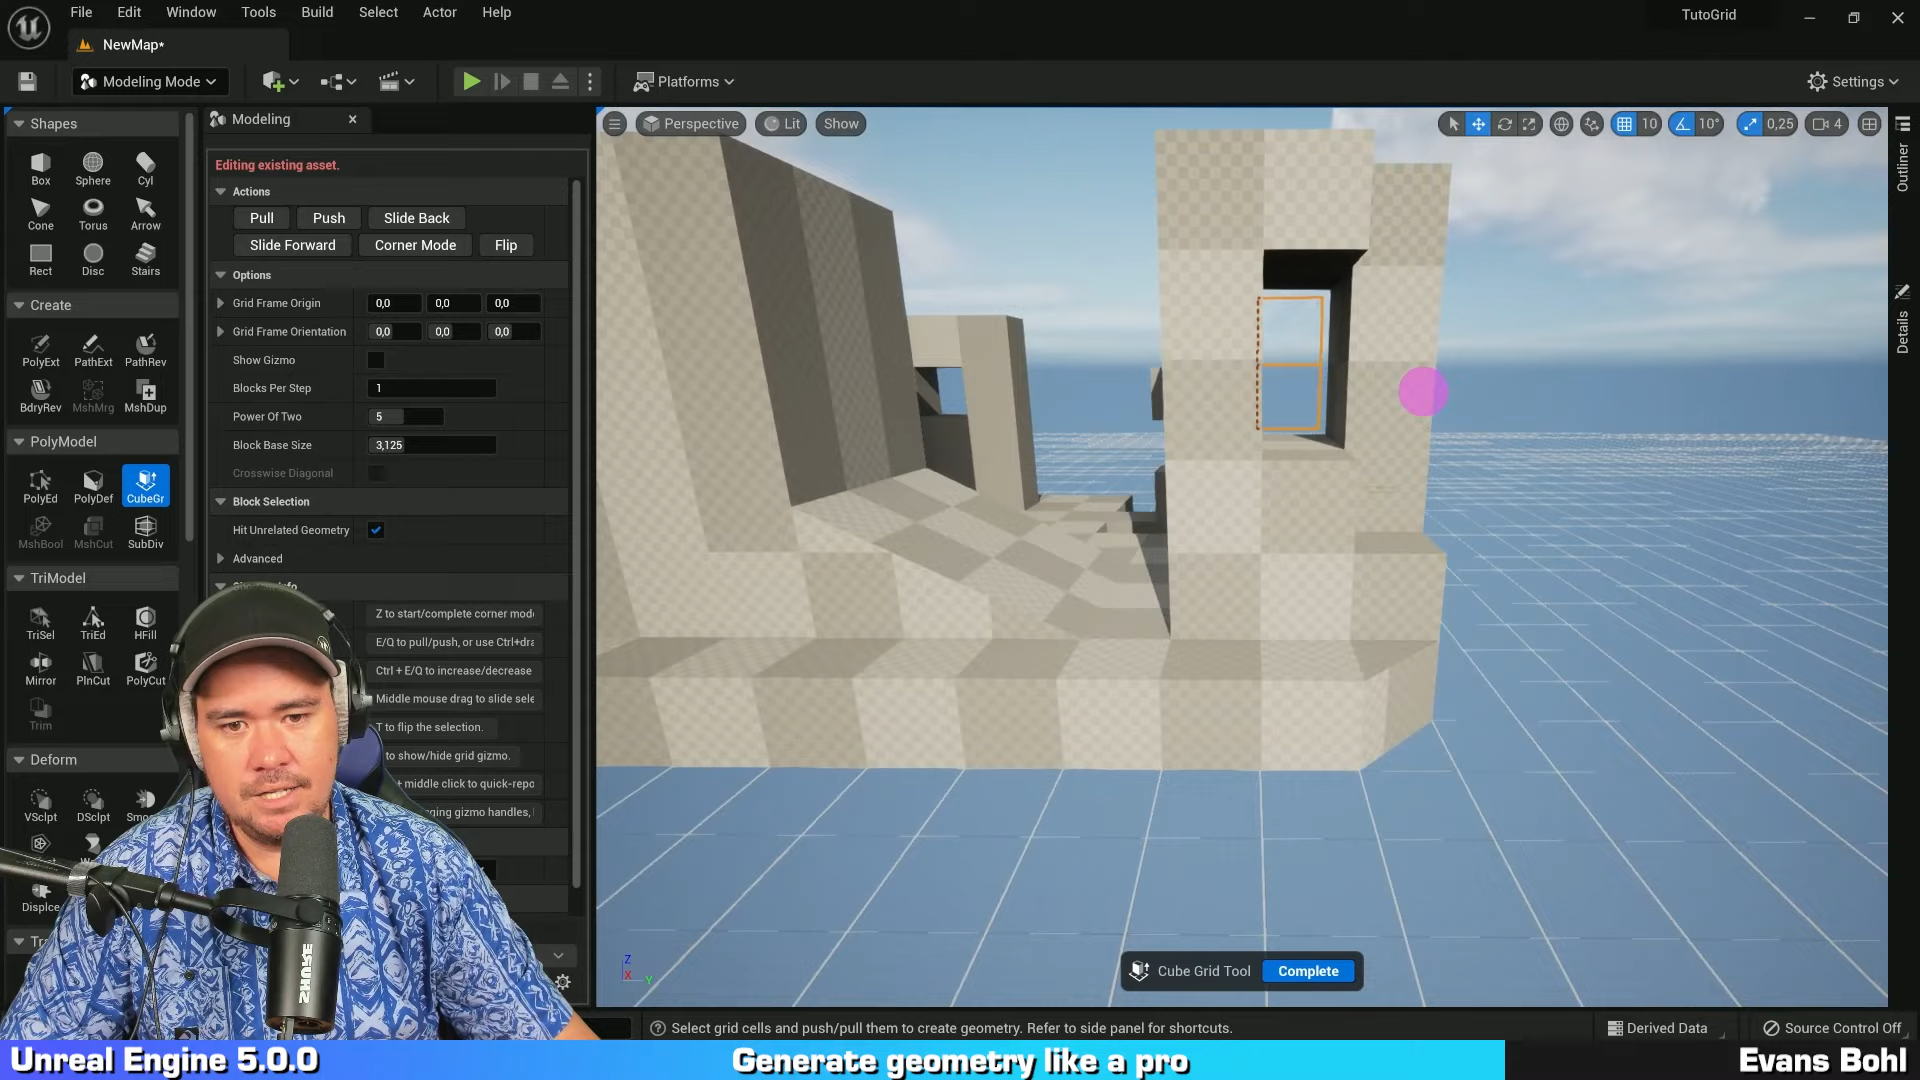 File Edit Window Tools Build Select Actor Help
TutoGrid
NewMap*
Modeling Mode
Platforms
Settings
Shapes
Box Sphere Cyl
Cone Torus Arrow
Rect Disc Stairs
Create
PolyExt PathExt PathRev
BdryRev MshMrg MshDup
PolyModel
PolyEd PolyDef CubeGr
MshBool MshCut SubDiv
TriModel
TriSel TriEd HFill
Mirror PlnCut PolyCut
Trim
Deform
VSclpt DSclpt Smo
Displce
Modeling
Editing existing asset.
Actions
Pull Push Slide Back
Slide Forward Corner Mode Flip
Options
Grid Frame Origin 0,0 0,0 0,0
Grid Frame Orientation 0,0 0,0 0,0
Show Gizmo
Blocks Per Step 1
Power Of Two 5
Block Base Size 3,125
Crosswise Diagonal
Block Selection
Hit Unrelated Geometry
Advanced
Z to start/complete corner mod
E/Q to pull/push, or use Ctrl+dra
Ctrl + E/Q to increase/decrease
Middle mouse drag to slide sele
T to flip the selection.
to show/hide grid gizmo.
+ middle click to quick-repo
ging gizmo handles,
Perspective Lit Show
10 10° 0,25 4
Outliner
Details
Z
X Y
Cube Grid Tool Complete
Select grid cells and push/pull them to create geometry. Refer to side panel for shortcuts.
Derived Data Source Control Off
SHURE
Unreal Engine 5.0.0 Generate geometry like a pro Evans Bohl